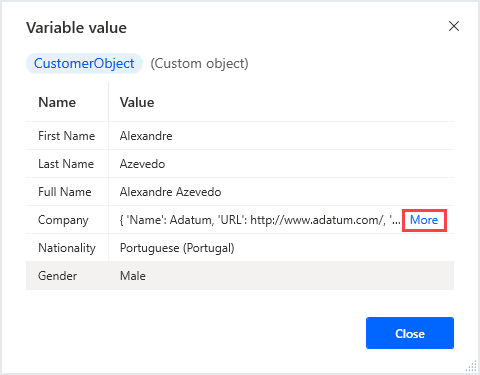 Variable value
CustomerObject (Custom object)
Name Value
First Name Alexandre
Last Name Azevedo
Full Name Alexandre Azevedo
Company { 'Name': Adatum, 'URL': http://www.adatum.com/, '... More
Nationality Portuguese (Portugal)
Gender Male
Close